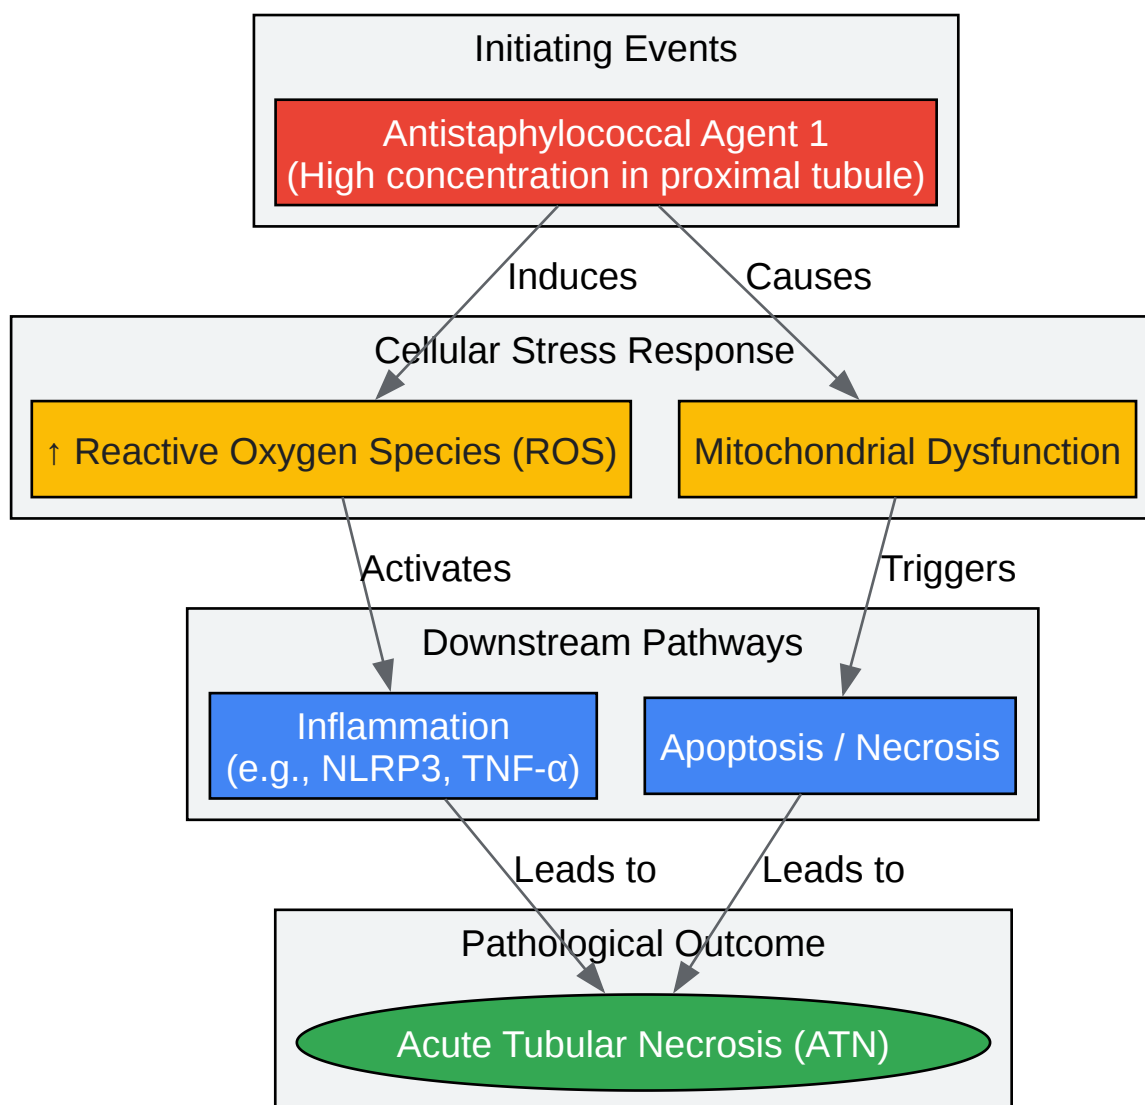 Initiating Events
Antistaphylococcal Agent 1
(High concentration in proximal tubule)
Induces
Causes
Cellular Stress Response
↑ Reactive Oxygen Species (ROS)
Mitochondrial Dysfunction
Activates
Triggers
Downstream Pathways
Inflammation
(e.g., NLRP3, TNF-α)
Apoptosis / Necrosis
Leads to
Leads to
Pathological Outcome
Acute Tubular Necrosis (ATN)